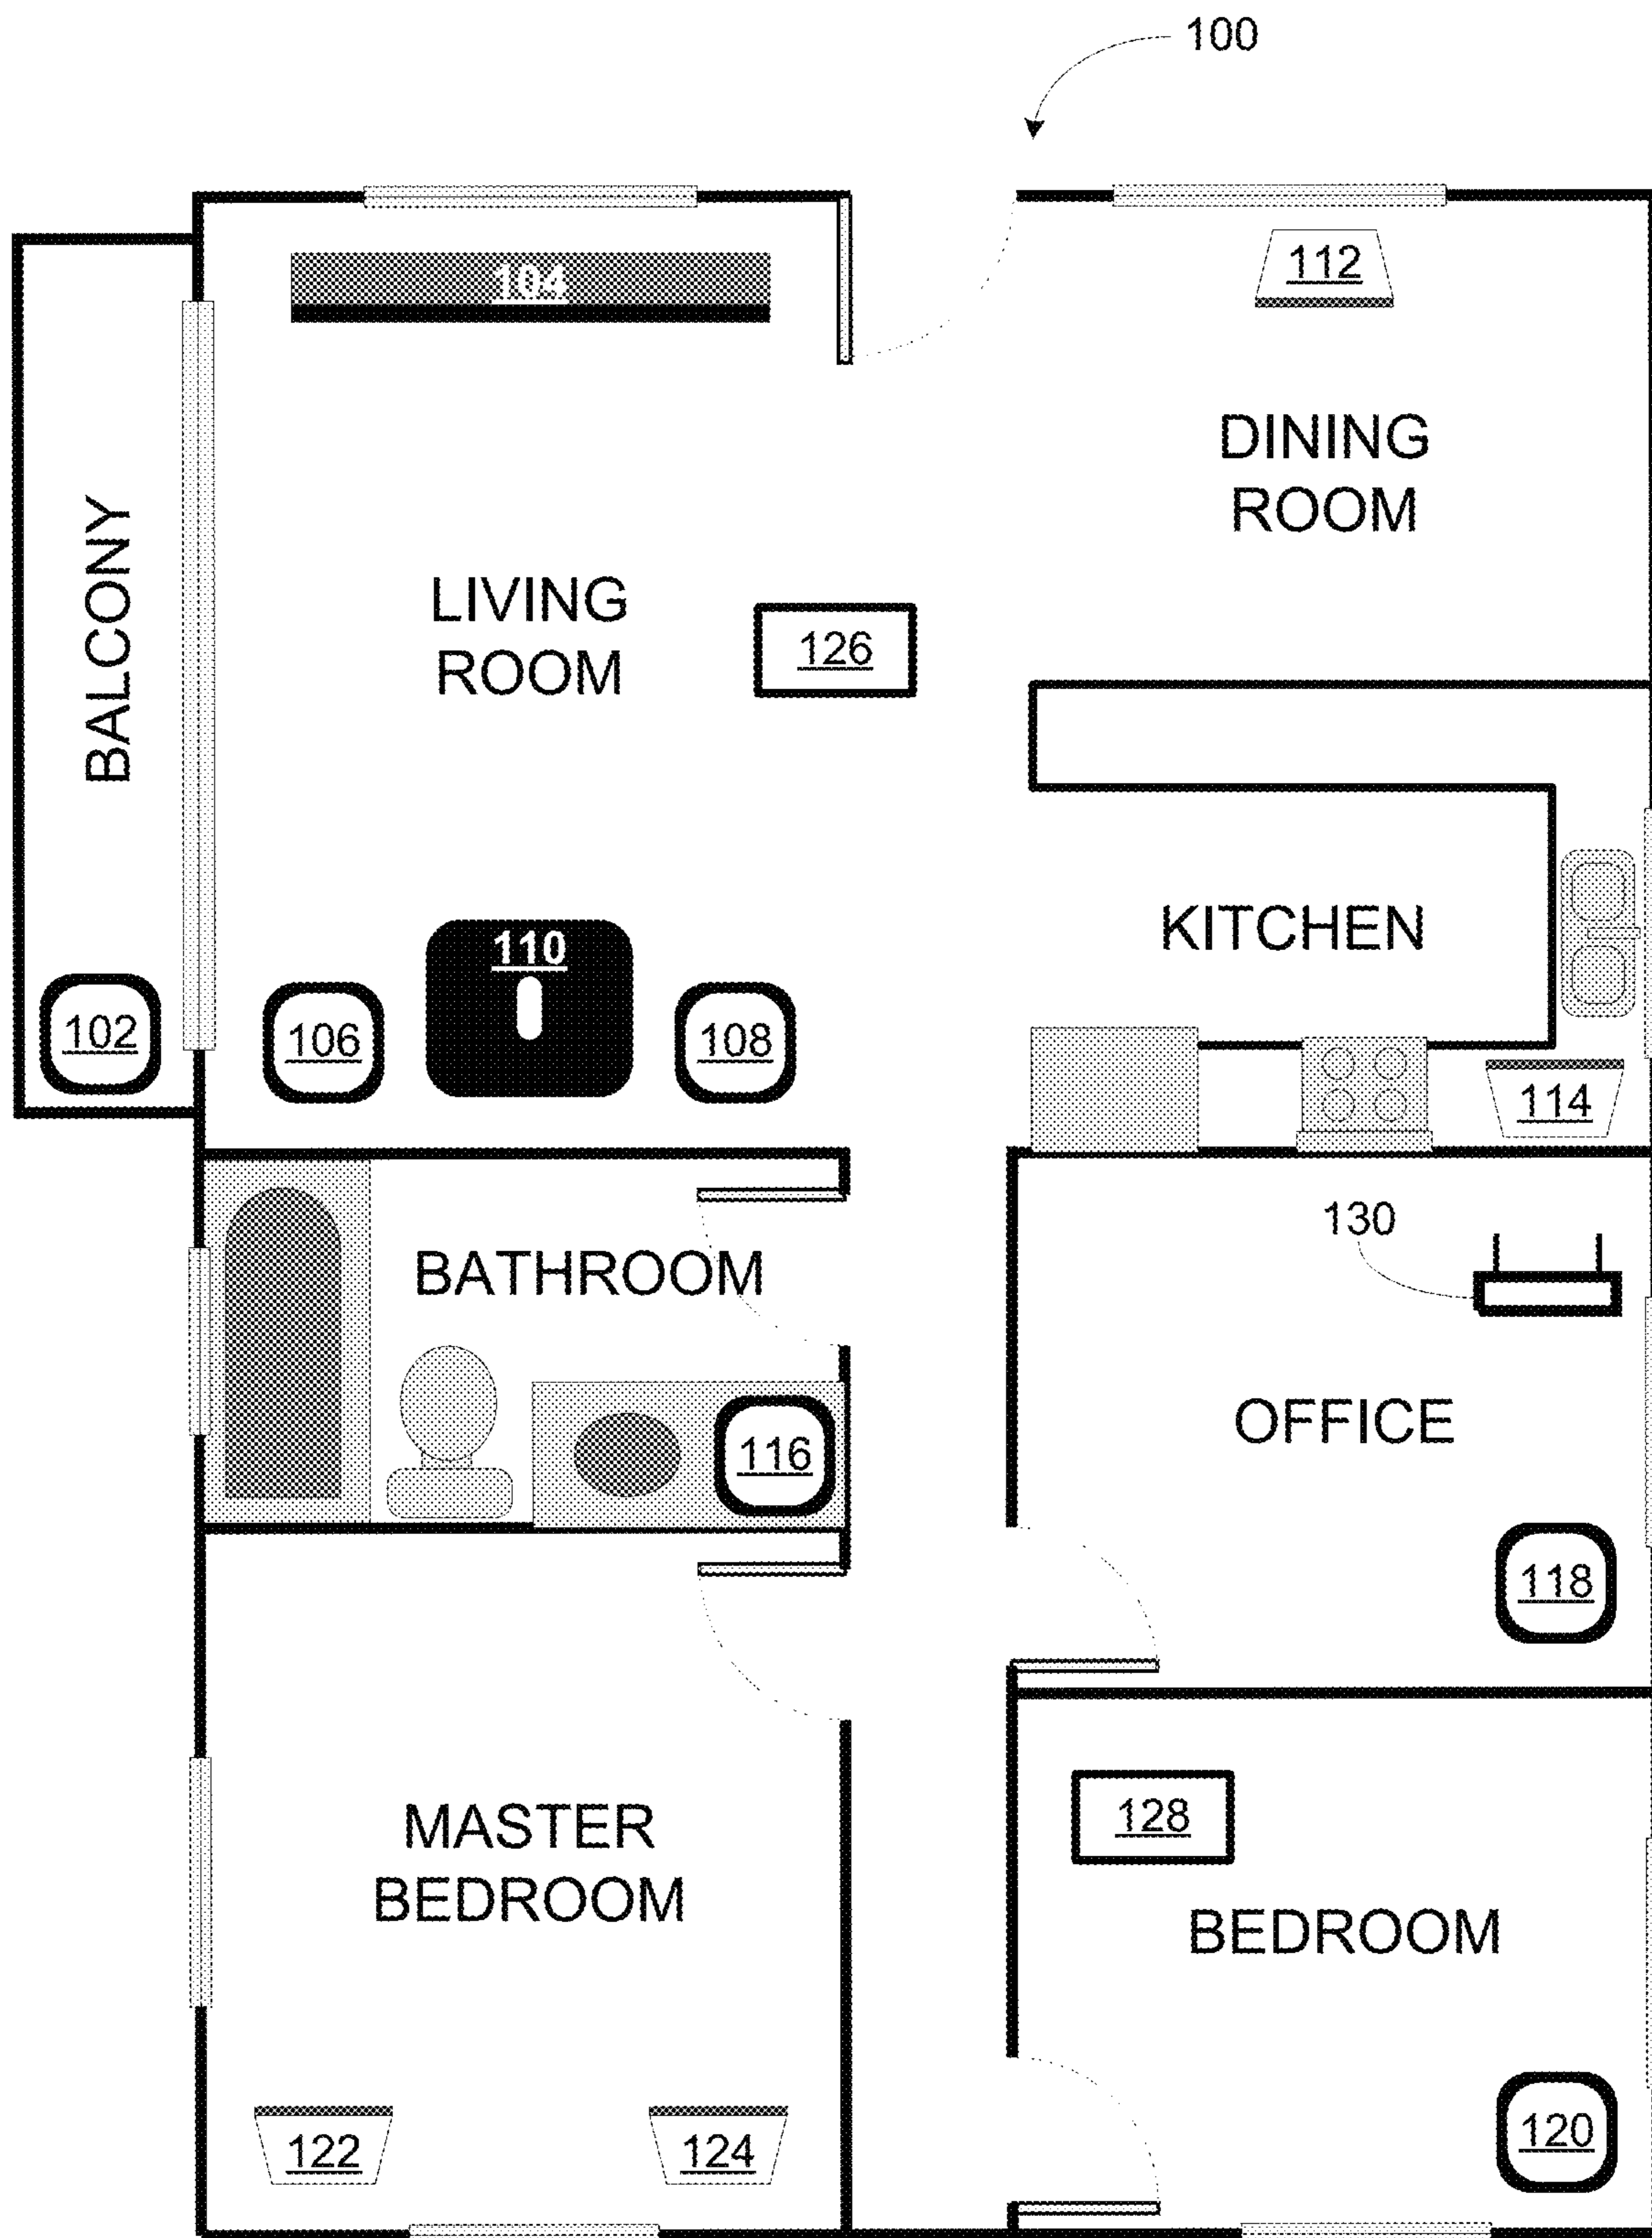 100
104
112
DINING
ROOM
BALCONY
LIVING
ROOM
126
KITCHEN
110
102
106
108
114
130
BATHROOM
OFFICE
116
118
MASTER
BEDROOM
128
BEDROOM
122
124
120